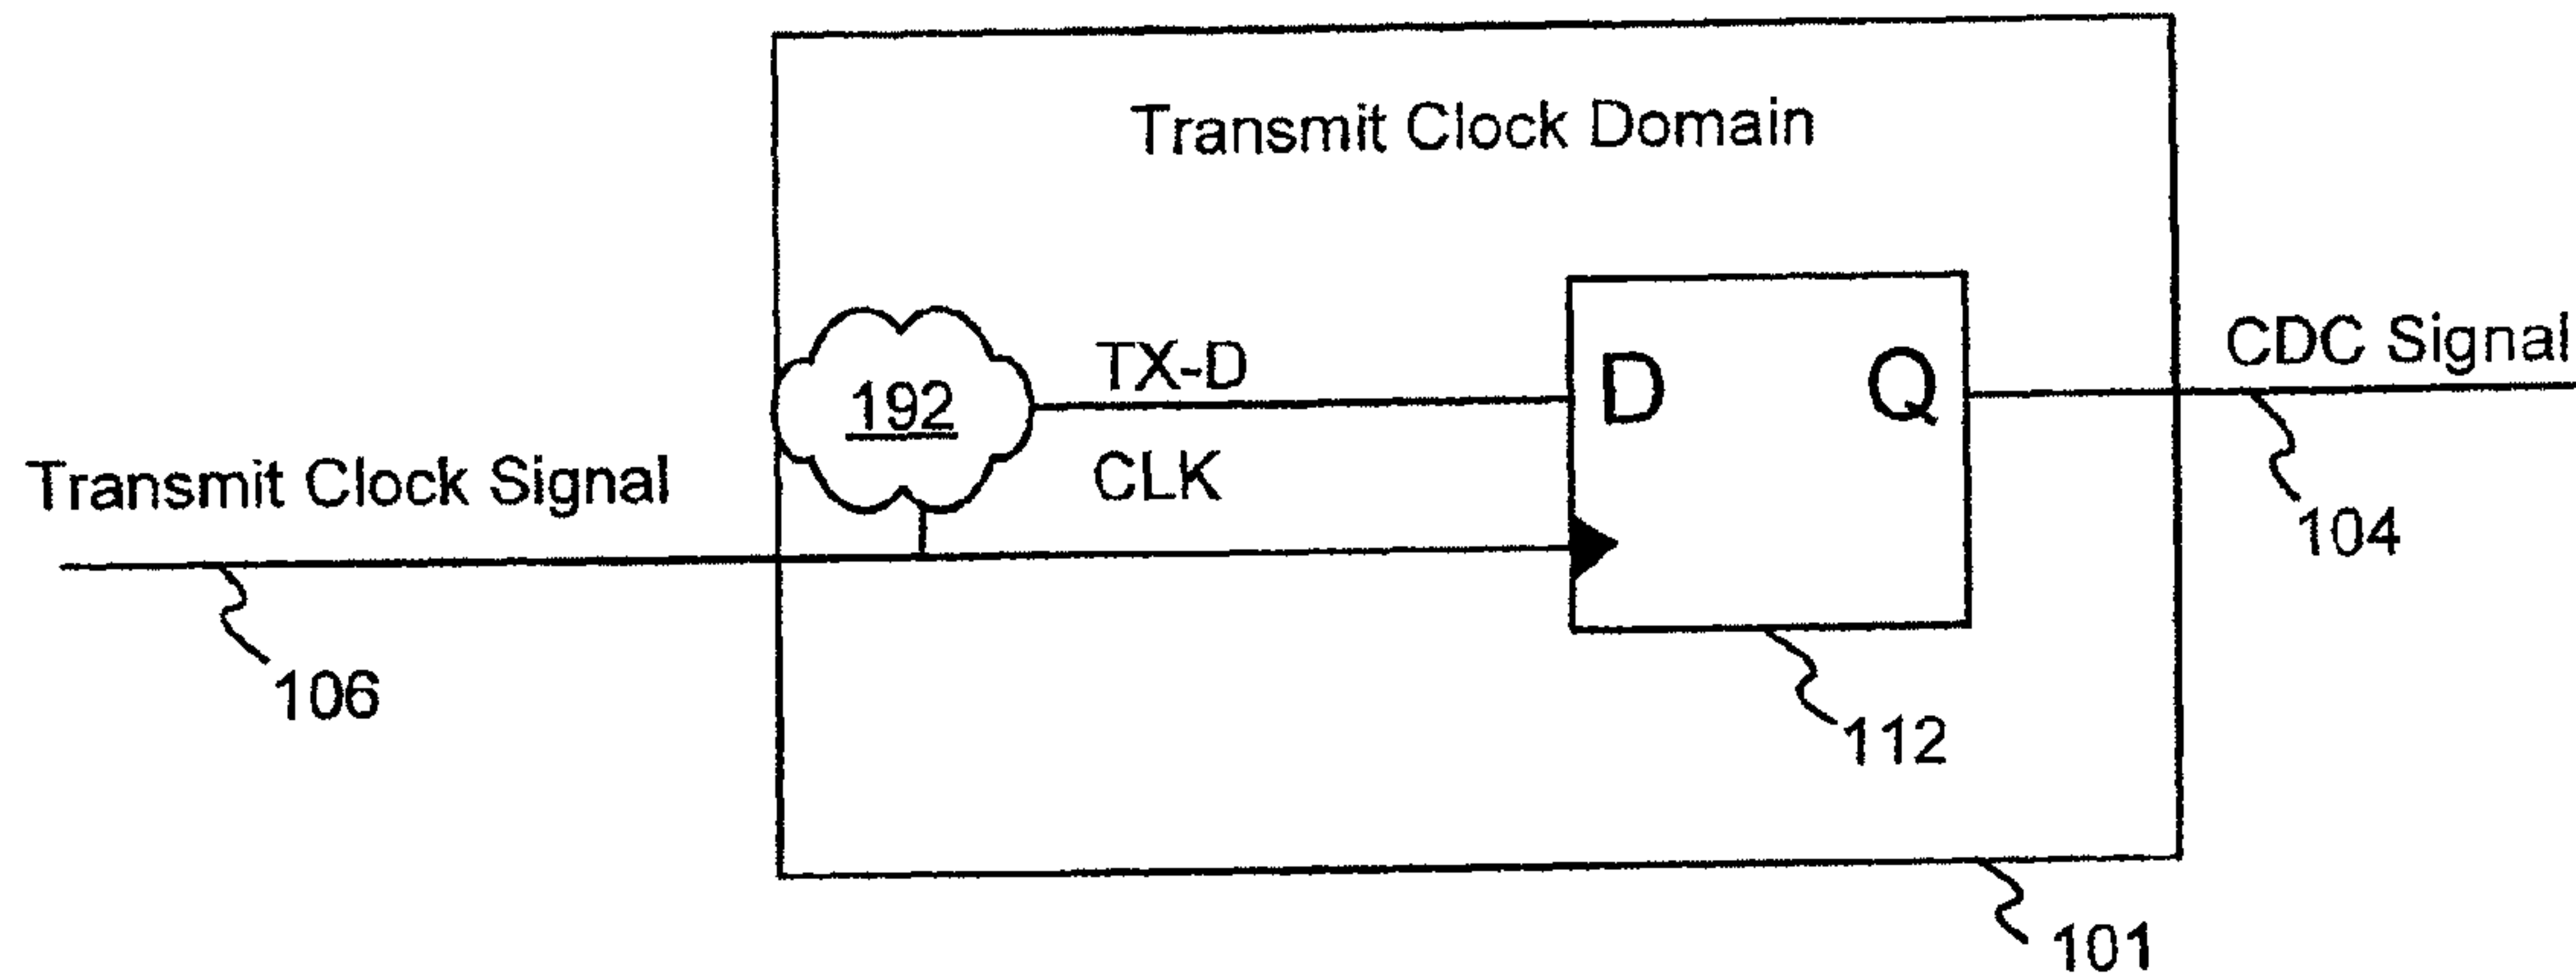 Transmit Clock Domain
TX-D
192
D
Q
CDC Signal
CLK
Transmit Clock Signal
104
106
112
101